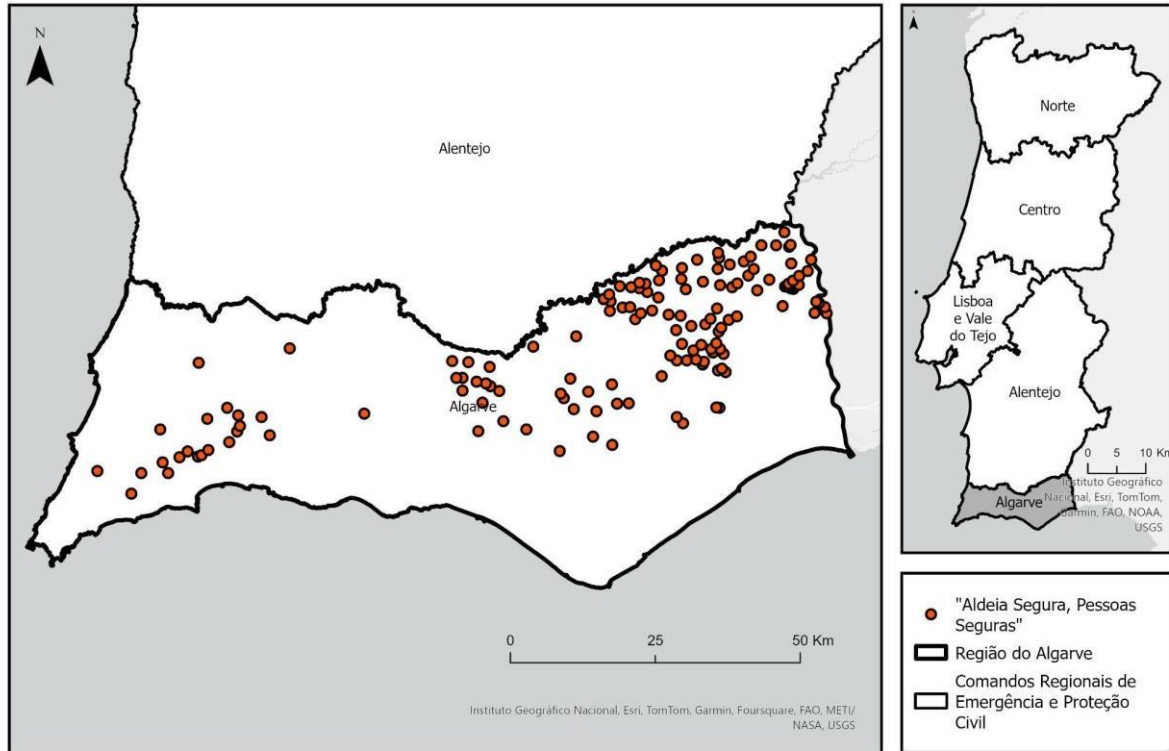 N
Alentejo
Algarve
0 25 50 Km
Instituto Geográfico Nacional, Esri, TomTom, Garmin, Foursquare, FAO, METI/
NASA, USGS
N
Norte
Centro
Lisboa
e Vale
do Tejo
Alentejo
Algarve
0 5 10 Km
Instituto Geográfico
Nacional, Esri, TomTom,
Garmin, FAO, NOAA,
USGS
"Aldeia Segura, Pessoas
Seguras"
Região do Algarve
Comandos Regionais de
Emergência e Proteção
Civil